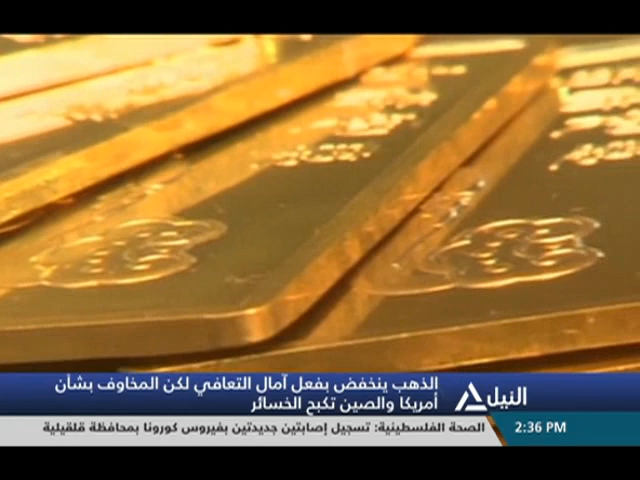 الذهب ينخفض بفعل آمال التعافي لكن المخاوف بشأن
أمريكا والصين تكبح الخسائر
النيل
الصحة الفلسطينية: تسجيل إصابتين جديدتين بفيروس كورونا بمحافظة قلقيلية
2:36 PM